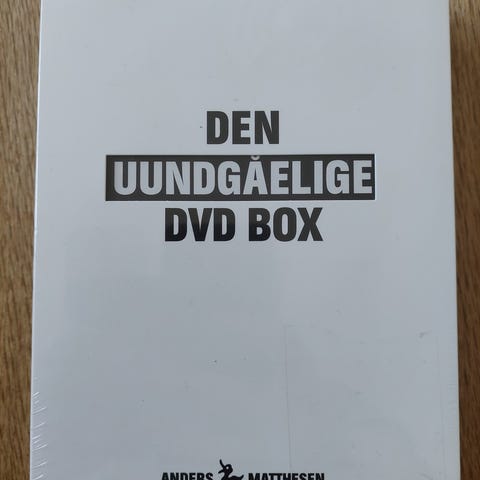 DEN
UUNDGÅELIGE
DVD BOX
ANDERS MATTHESEN